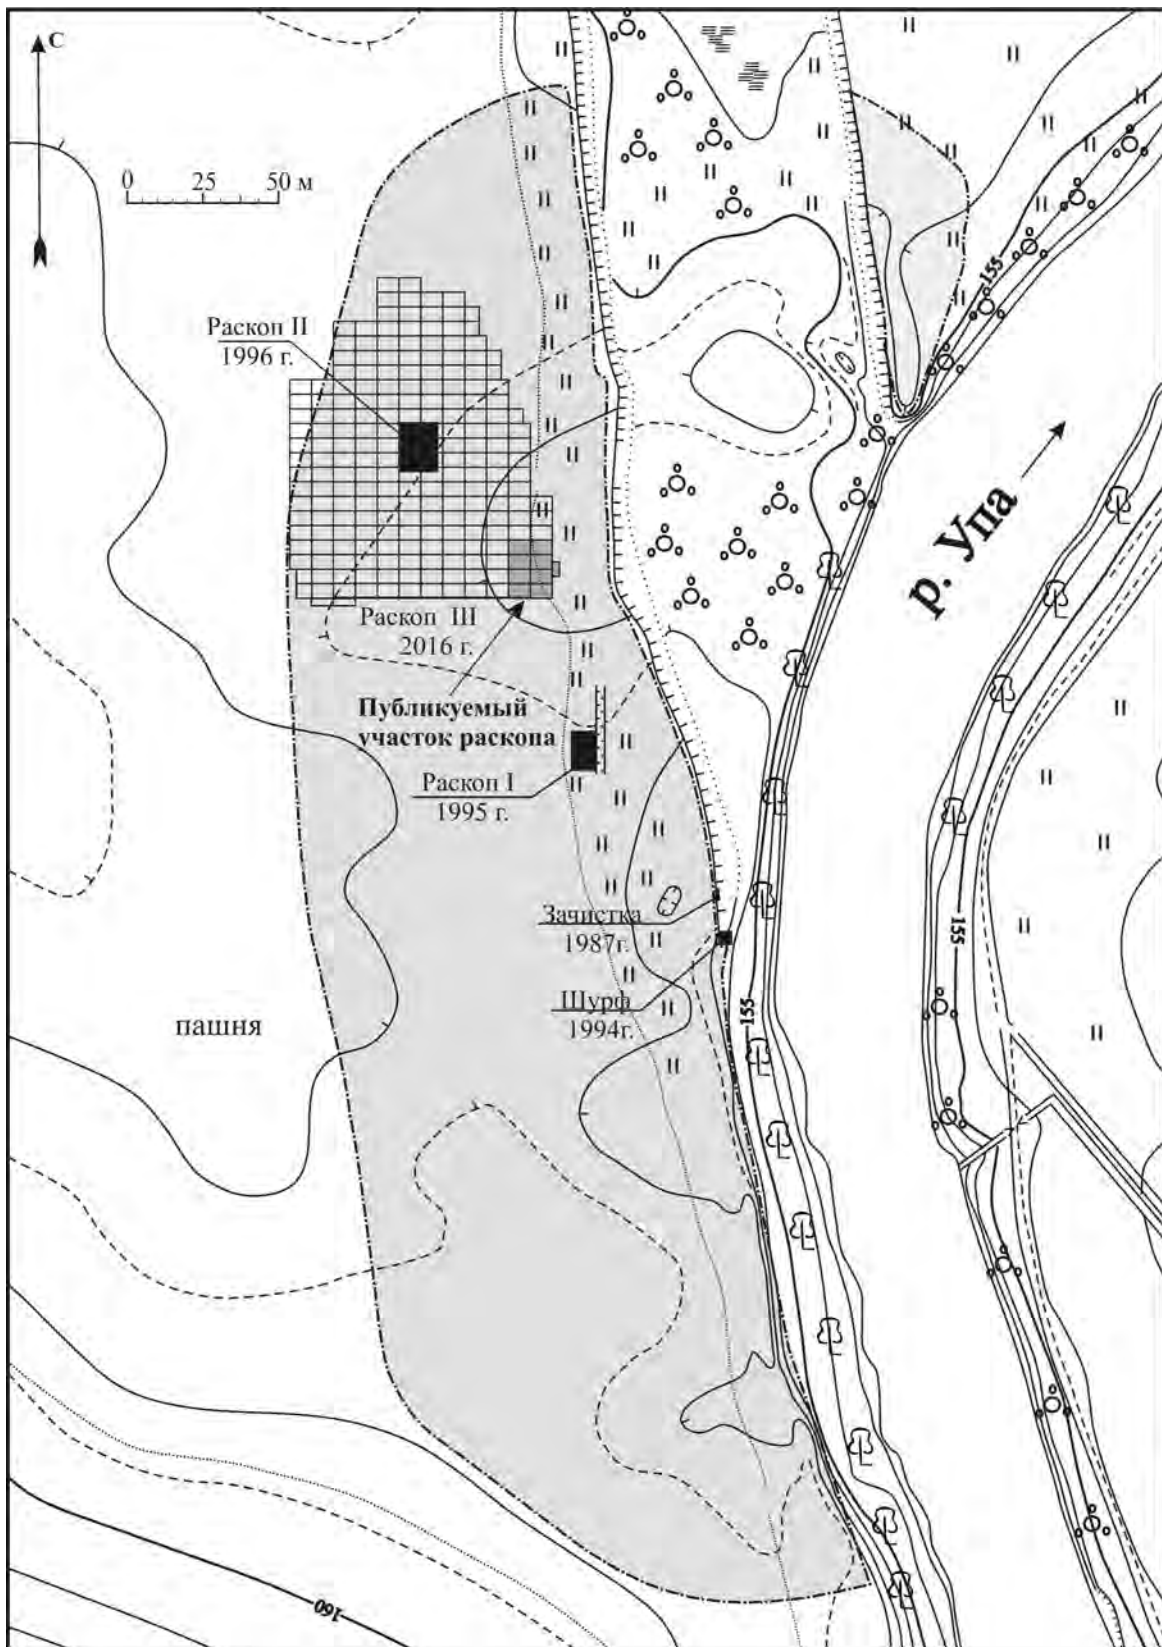 С
0 25 50 м
Раскоп II
1996 г.
р. Упа
Раскоп III
2016 г.
Публикуемый
участок раскопа
Раскоп I
1995 г.
Зачистка
1987г.
Шурф
1994г.
пашня
155
155
155
160